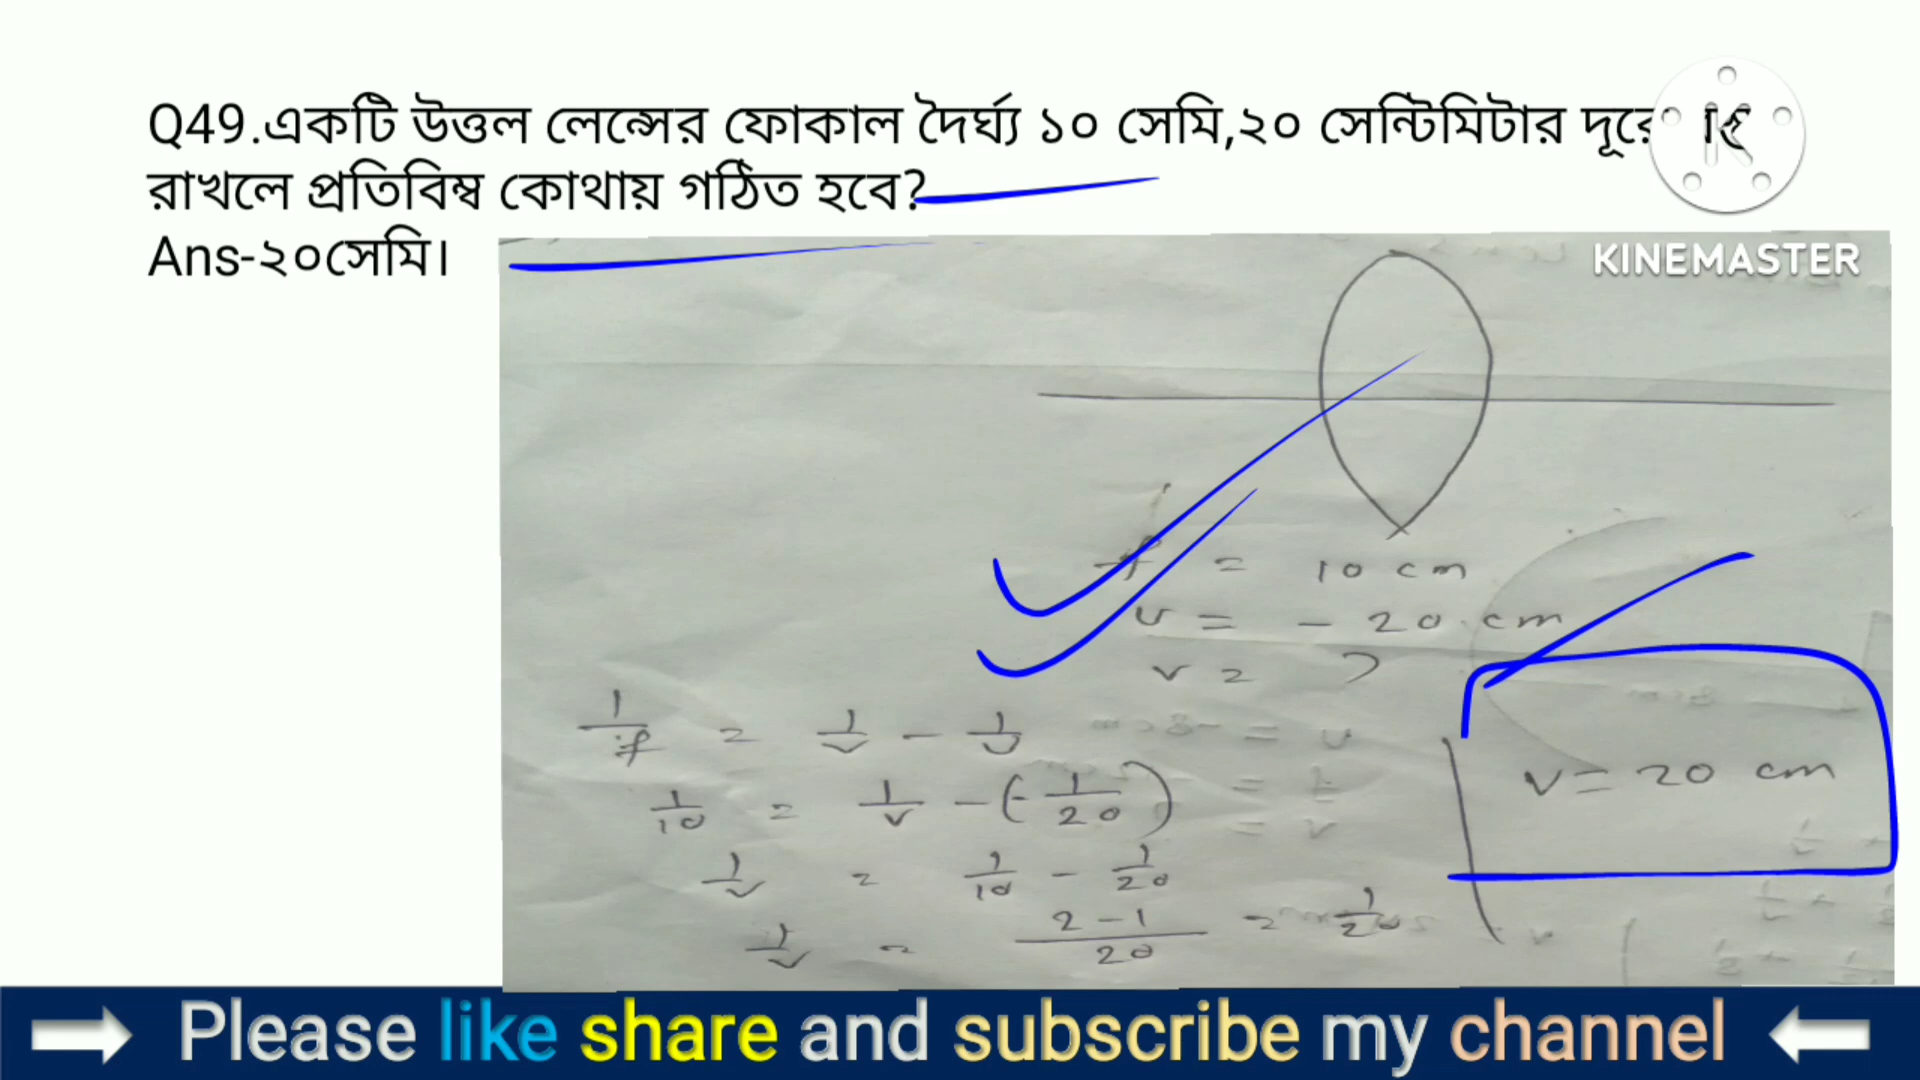 Q49.একটি উত্তল লেন্সের ফোকাল দৈর্ঘ্য ১০ সেমি,২০ সেন্টিমিটার দূরে
রাখলে প্রতিবিম্ব কোথায় গঠিত হবে?
Ans-২০সেমি।
KINEMASTER
f = 10 cm
u = - 20 cm
v = ?
1/f = 1/v - 1/u
1/10 = 1/v - (- 1/20)
1/v = 1/10 - 1/20
1/v = 2 - 1/20 = 1/20
v = 20 cm
Please like share and subscribe my channel